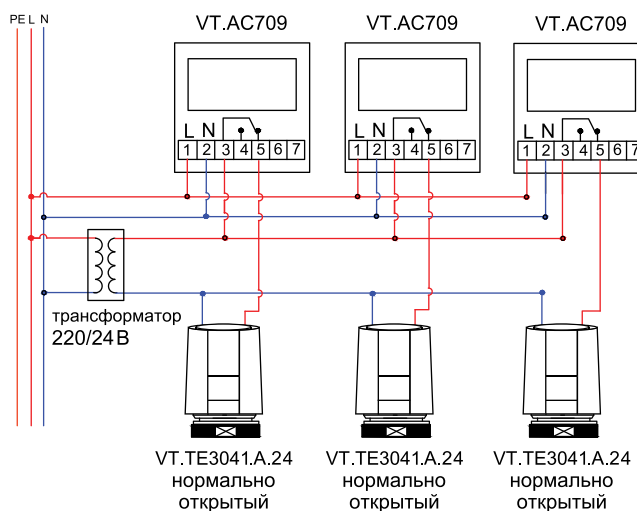 PE L N
VT.AC709 VT.AC709 VT.AC709
L N L N
1 2 3 4 5 6 7 1 2 3 4 5 6 7 1 2 3 4 5 6 7
трансформатор
220/24В
VT.TE3041.A.24 VT.TE3041.A.24 VT.TE3041.A.24
нормально нормально нормально
открытый открытый открытый